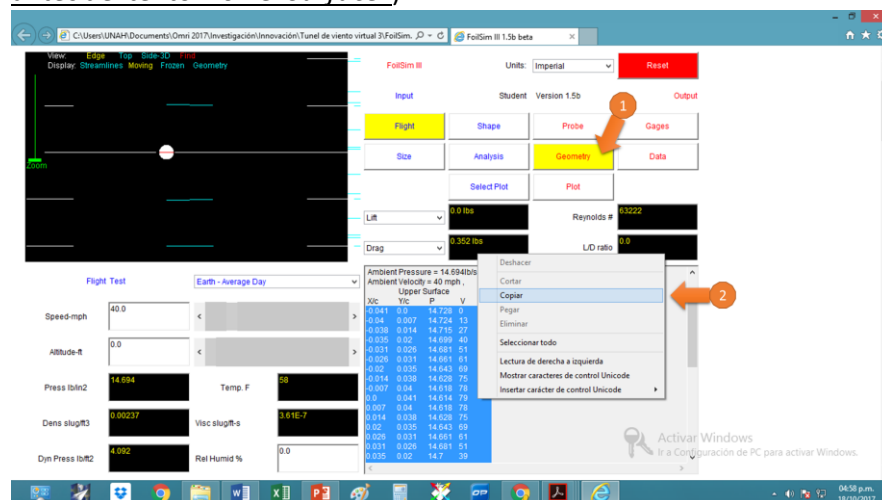 C:\Users\UNAH\Documents\Omri 2017\Investigación\Innovación\Tunel de viento virtual 3\FoilSim.
FoilSim III 1.5b beta
View: Edge Top Side-3D Find
Display: Streamlines Moving Frozen Geometry
Zoom
FoilSim III Units: Imperial Reset
Input Student Version 1.5b Output
1
Flight Shape Probe Gages
Size Analysis Geometry Data
Select Plot Plot
Lift 0.0 lbs Reynolds # 63222
Drag 0.352 lbs L/D ratio 0.0
Flight Test Earth - Average Day
Speed-mph 40.0
Altitude-ft 0.0
Press lb/in2 14.694 Temp. F 58
Dens slug/ft3 0.00237 Visc slug/ft-s 3.61E-7
Dyn Press lb/ft2 4.092 Rel Humid % 0.0
Ambient Pressure = 14.694lb/s
Ambient Velocity = 40 mph ,
Upper Surface
X/c Y/c P V
-0.041 0.0 14.728 0
-0.04 0.007 14.724 13
-0.038 0.014 14.715 27
-0.035 0.02 14.699 40
-0.031 0.026 14.681 51
-0.026 0.031 14.661 61
-0.02 0.035 14.643 69
-0.014 0.038 14.628 75
-0.007 0.04 14.618 78
0.0 0.041 14.614 79
0.007 0.04 14.618 78
0.014 0.038 14.628 75
0.02 0.035 14.643 69
0.026 0.031 14.661 61
0.031 0.026 14.681 51
0.035 0.02 14.7 39
Deshacer
Cortar
Copiar
Pegar
Eliminar
Seleccionar todo
Lectura de derecha a izquierda
Mostrar caracteres de control Unicode
Insertar carácter de control Unicode
2
Activar Windows
Ir a Configuración de PC para activar Windows.
04:58 p.m.
18/10/2017